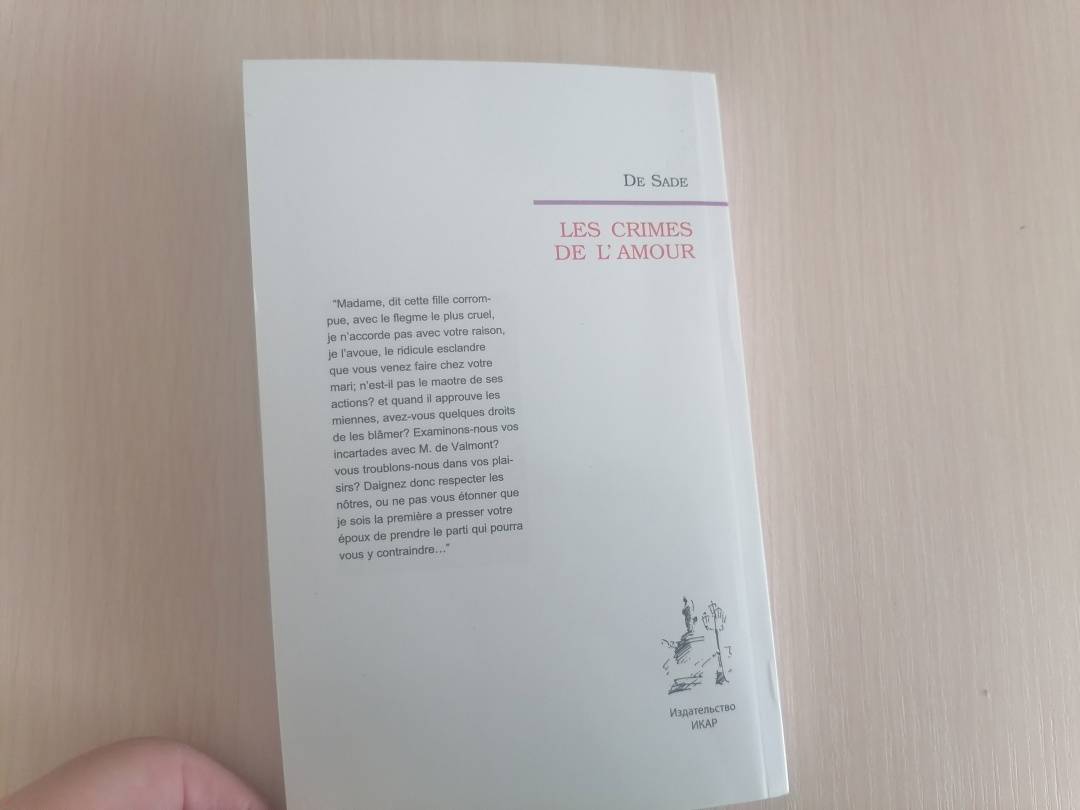 DE SADE
LES CRIMES
DE L'AMOUR
"Madame, dit cette fille corrom-
pue, avec le flegme le plus cruel,
je n'accorde pas avec votre raison,
je l'avoue, le ridicule esclandre
que vous venez faire chez votre
mari; n'est-il pas le maotre de ses
actions? et quand il approuve les
miennes, avez-vous quelques droits
de les blâmer? Examinons-nous vos
incartades avec M. de Valmont?
vous troublons-nous dans vos plai-
sirs? Daignez donc respecter les
nôtres, ou ne pas vous étonner que
je sois la première a presser votre
époux de prendre le parti qui pourra
vous y contraindre..."
Издательство
ИКАР